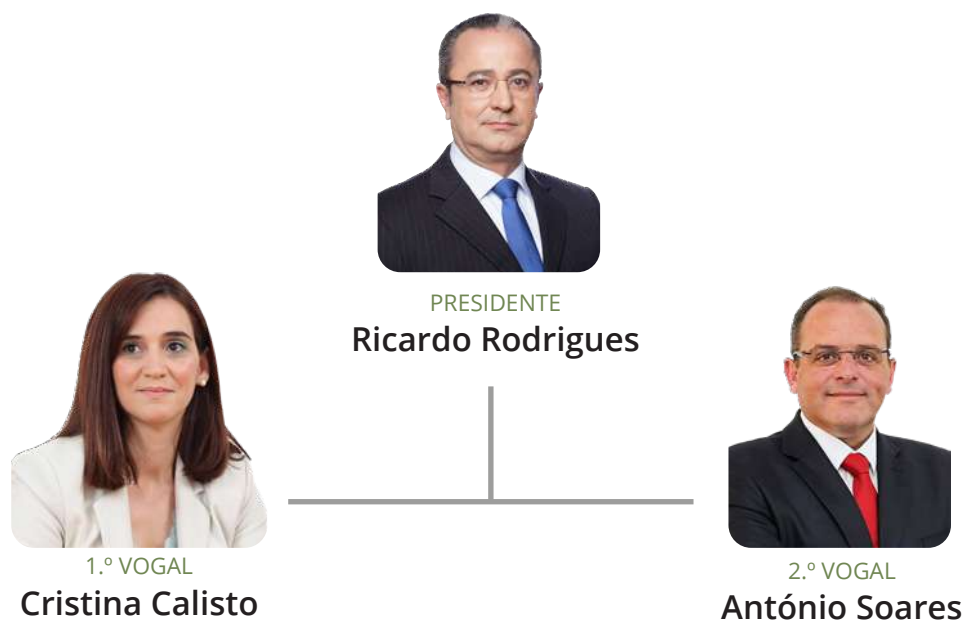 PRESIDENTE
Ricardo Rodrigues
1.º VOGAL
Cristina Calisto
2.º VOGAL
António Soares